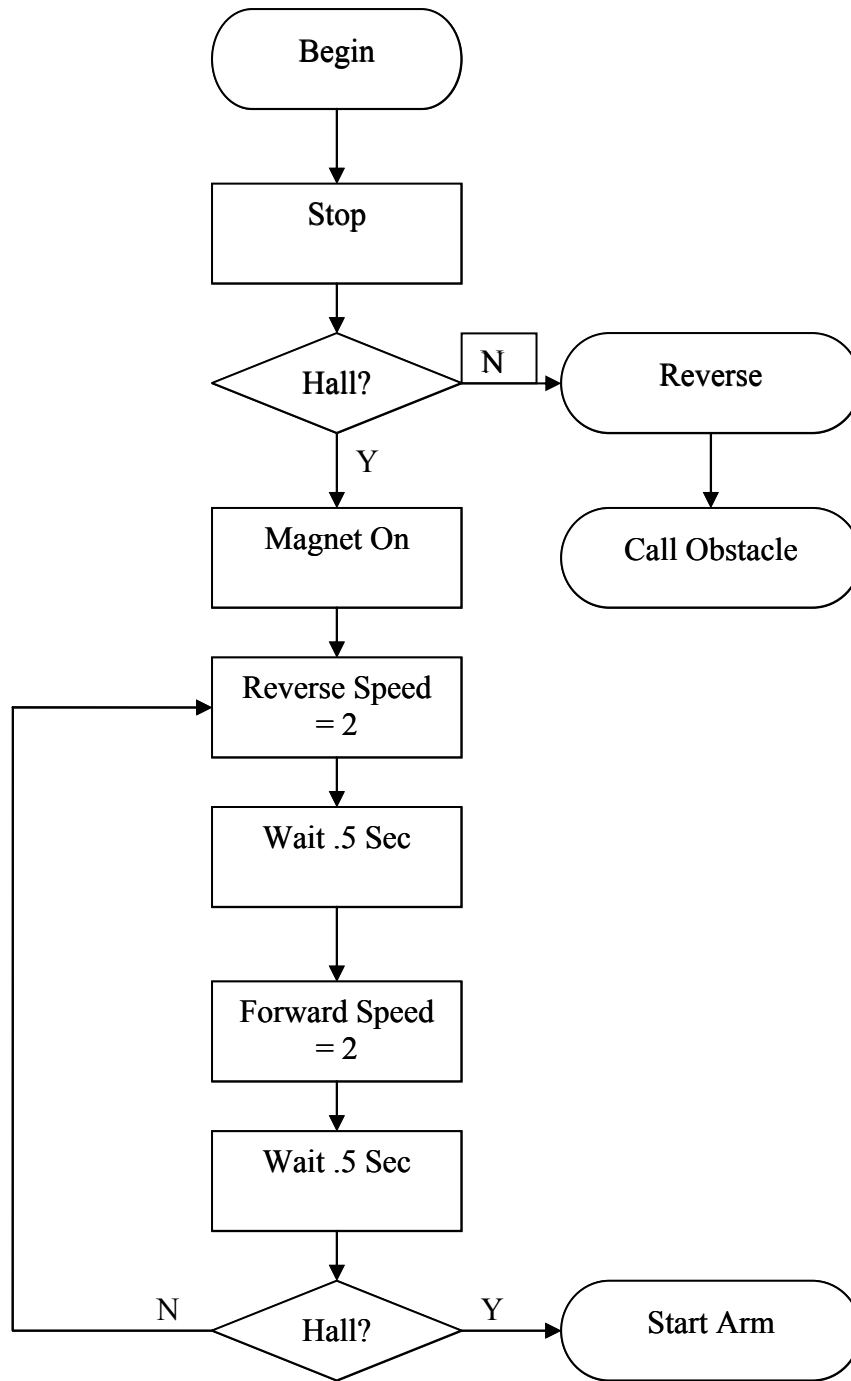 Begin
Stop
Hall?
N
Reverse
Y
Magnet On
Call Obstacle
Reverse Speed
= 2
Wait .5 Sec
Forward Speed
= 2
Wait .5 Sec
N
Hall?
Y
Start Arm